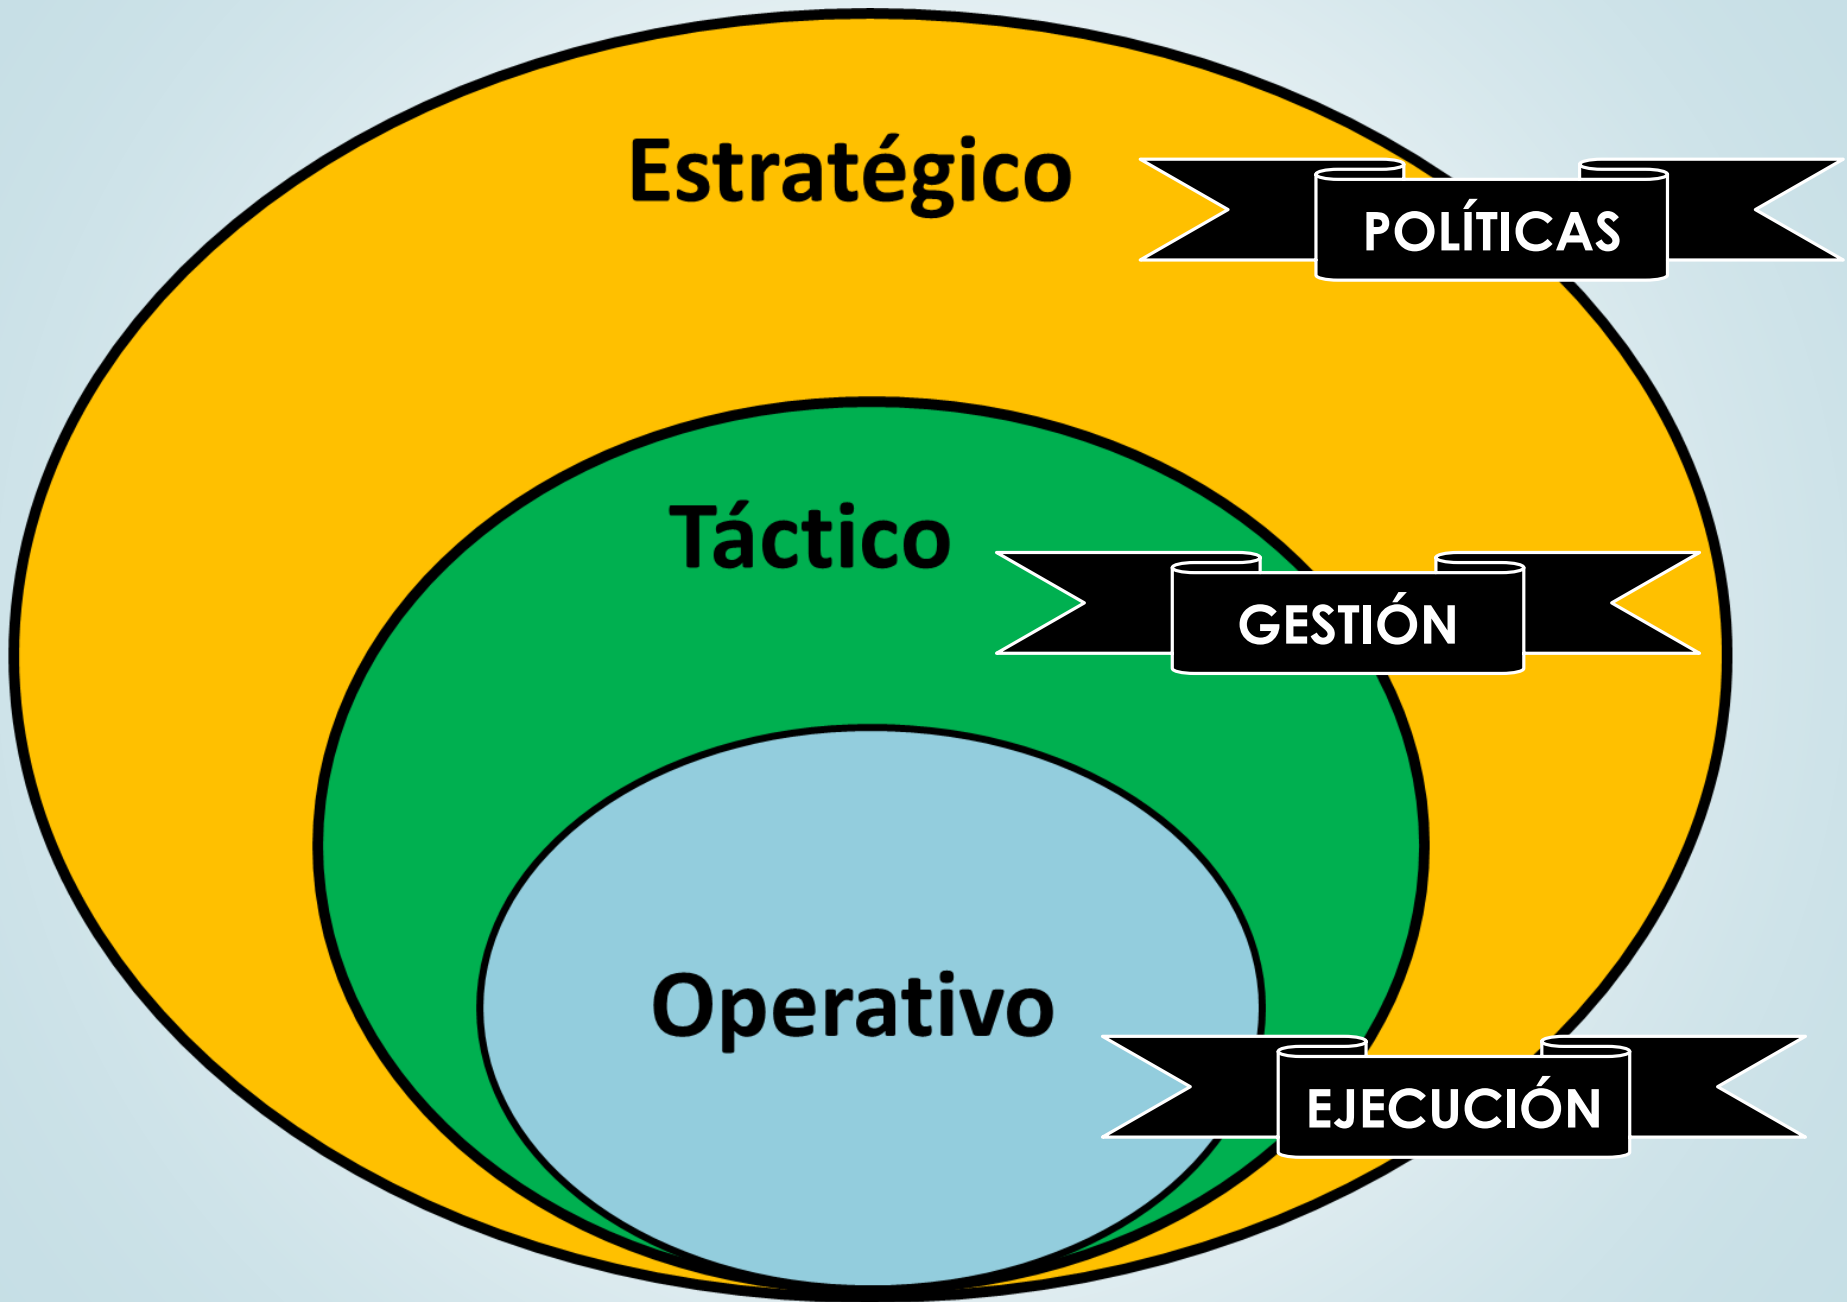 Estratégico
POLÍTICAS
Táctico
GESTIÓN
Operativo
EJECUCIÓN